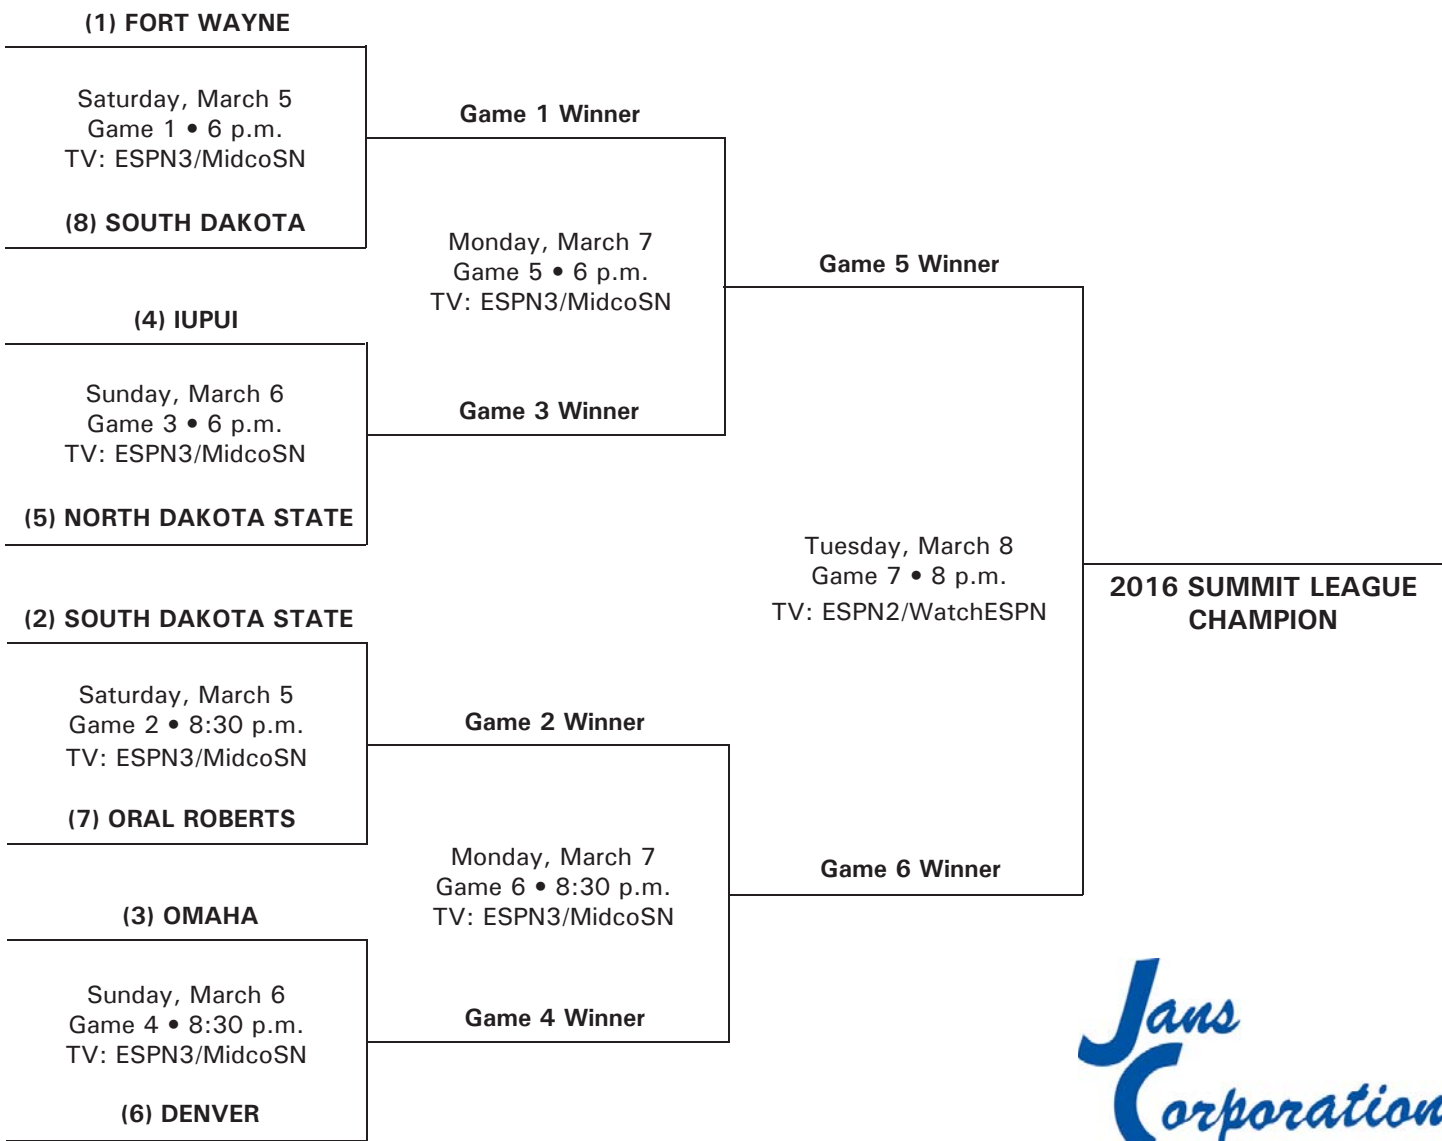 (1) FORT WAYNE
Saturday, March 5
Game 1 • 6 p.m.
TV: ESPN3/MidcoSN
(8) SOUTH DAKOTA
(4) IUPUI
Sunday, March 6
Game 3 • 6 p.m.
TV: ESPN3/MidcoSN
(5) NORTH DAKOTA STATE
(2) SOUTH DAKOTA STATE
Saturday, March 5
Game 2 • 8:30 p.m.
TV: ESPN3/MidcoSN
(7) ORAL ROBERTS
(3) OMAHA
Sunday, March 6
Game 4 • 8:30 p.m.
TV: ESPN3/MidcoSN
(6) DENVER
Game 1 Winner
Monday, March 7
Game 5 • 6 p.m.
TV: ESPN3/MidcoSN
Game 3 Winner
Game 2 Winner
Monday, March 7
Game 6 • 8:30 p.m.
TV: ESPN3/MidcoSN
Game 4 Winner
Game 5 Winner
Tuesday, March 8
Game 7 • 8 p.m.
TV: ESPN2/WatchESPN
Game 6 Winner
2016 SUMMIT LEAGUE
CHAMPION
Jans
Corporation